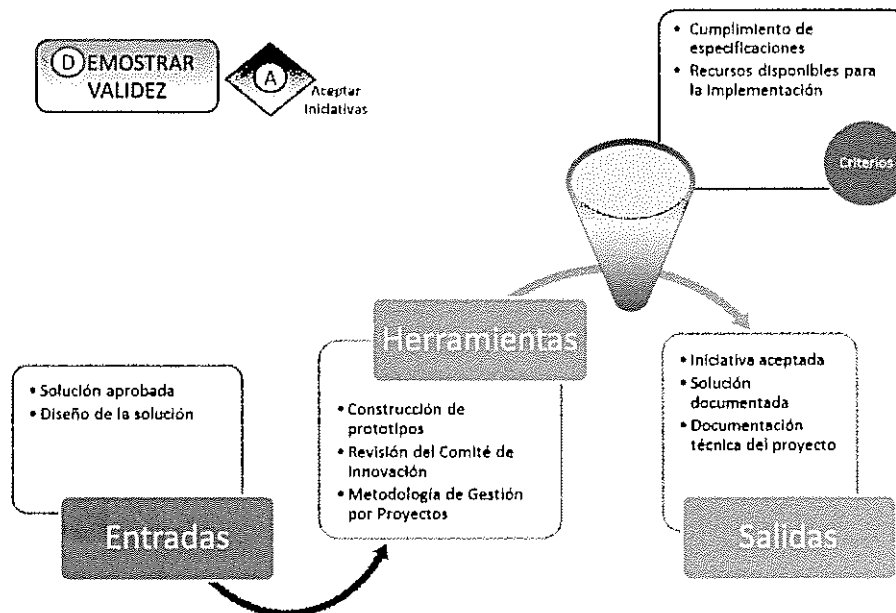 DEMOSTRAR
VALIDEZ
A
Aceptar
Iniciativas
• Cumplimiento de
especificaciones
• Recursos disponibles para
la Implementación
Criterios
Herramientas
• Construcción de
prototipos
• Revisión del Comité de
Innovación
• Metodología de Gestión
por Proyectos
• Solución aprobada
• Diseño de la solución
Entradas
• Iniciativa aceptada
• Solución
documentada
• Documentación
técnica del proyecto
Salidas